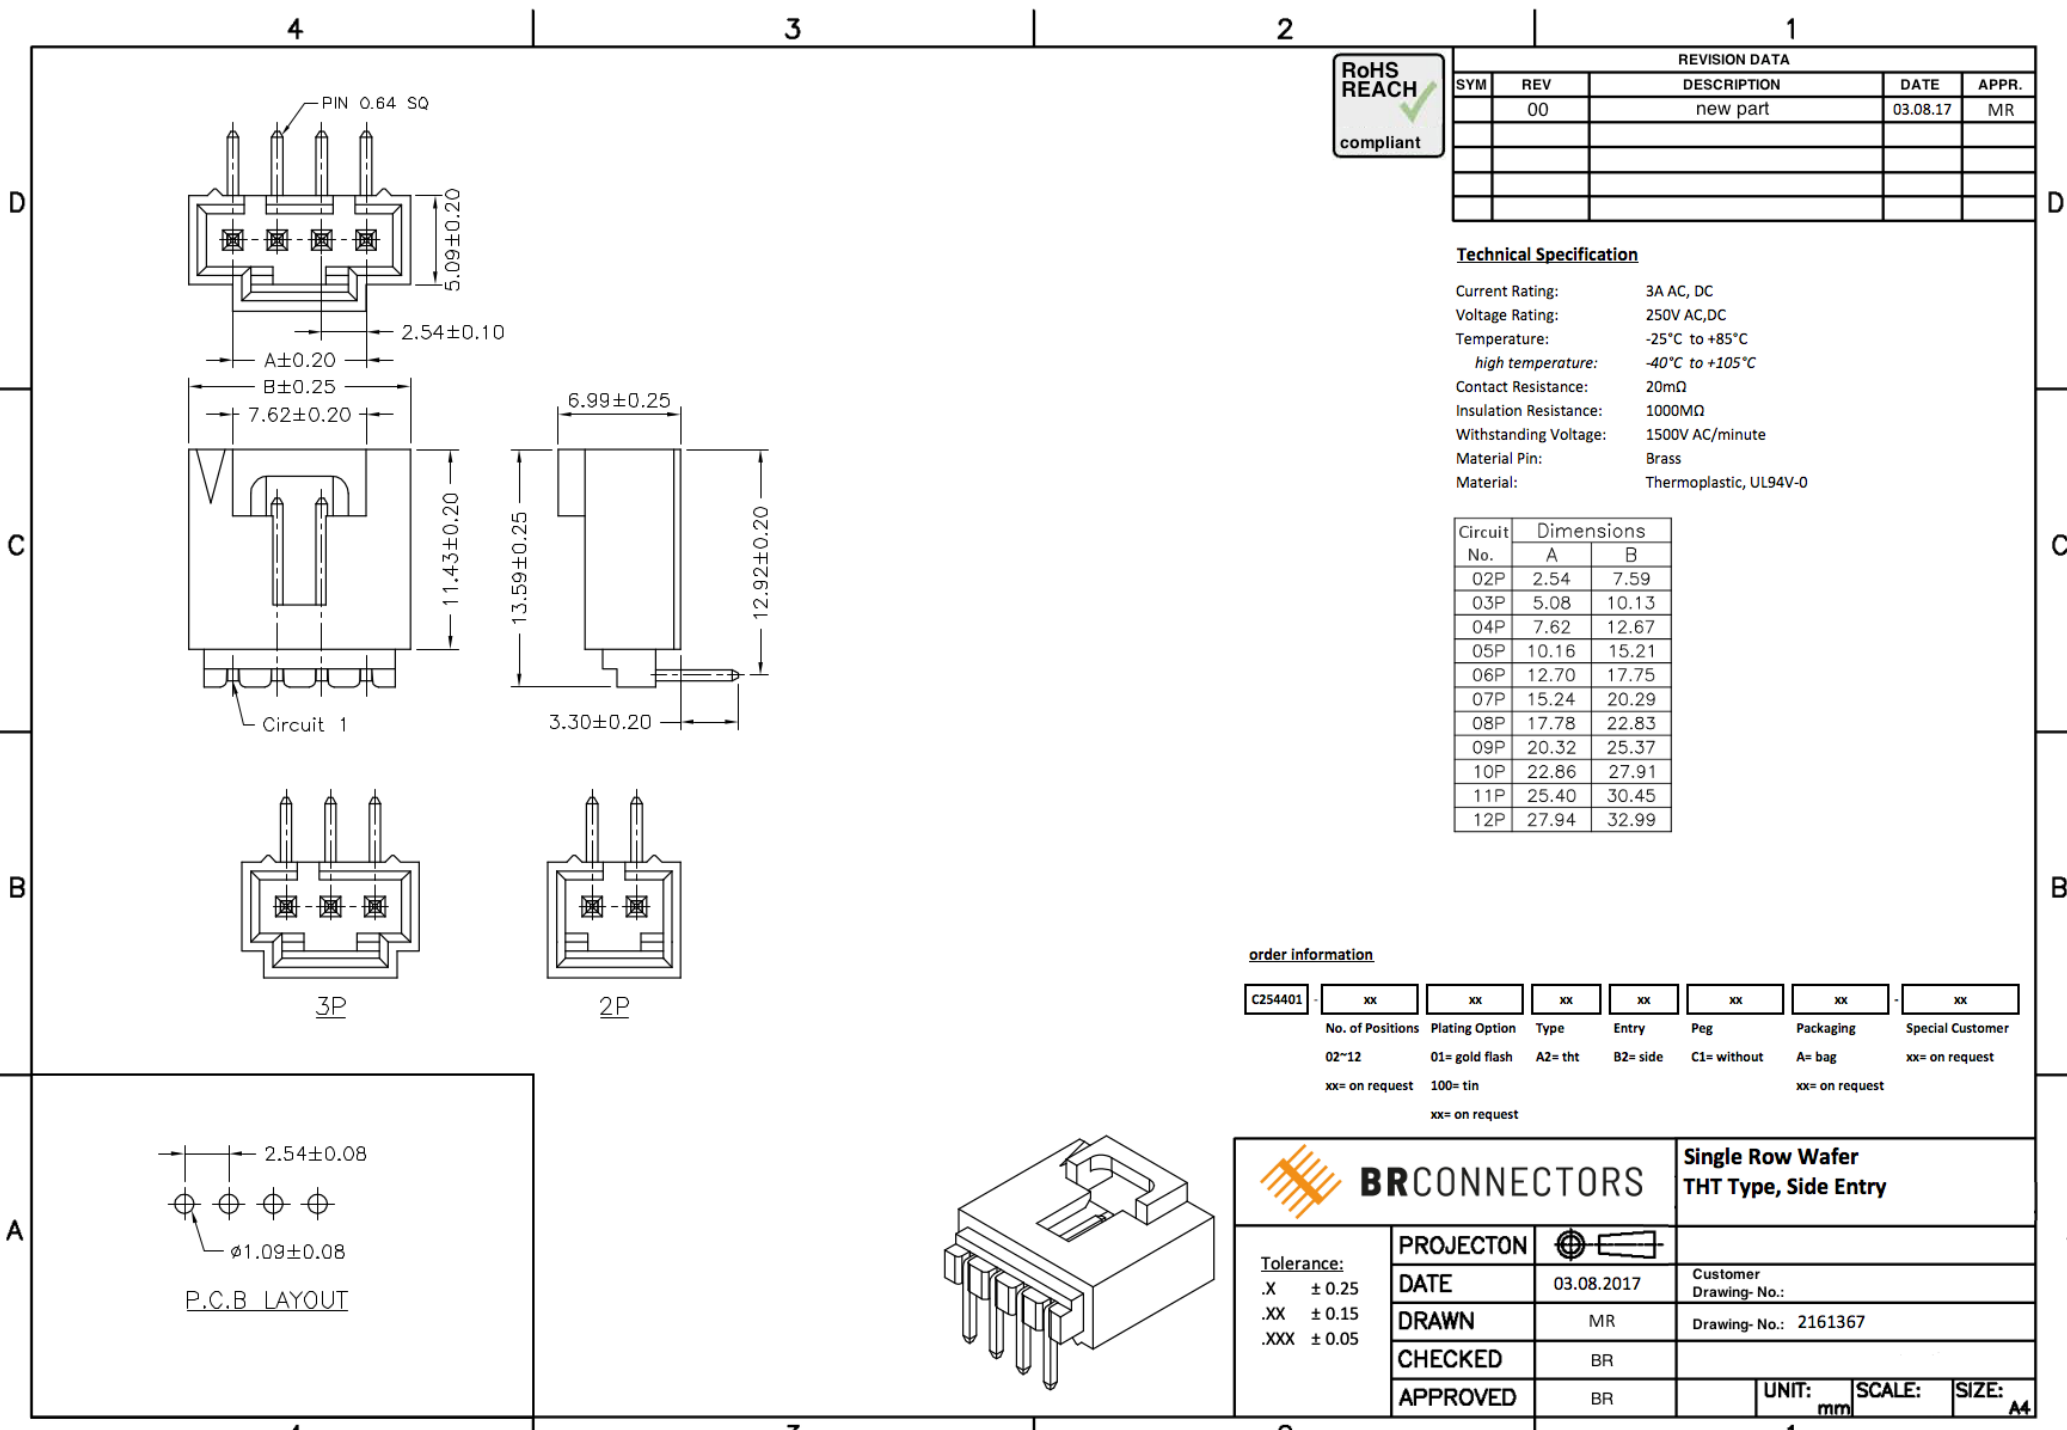 4 3 2 1
RoHS
REACH
compliant
REVISION DATA
SYM REV DESCRIPTION DATE APPR.
00 new part 03.08.17 MR
D D
PIN 0.64 SQ
5.09±0.20
2.54±0.10
A±0.20
B±0.25
7.62±0.20
6.99±0.25
11.43±0.20
13.59±0.25
12.92±0.20
3.30±0.20
Circuit 1
C C
Technical Specification
Current Rating: 3A AC, DC
Voltage Rating: 250V AC,DC
Temperature: -25°C to +85°C
high temperature: -40°C to +105°C
Contact Resistance: 20mΩ
Insulation Resistance: 1000MΩ
Withstanding Voltage: 1500V AC/minute
Material Pin: Brass
Material: Thermoplastic, UL94V-0
Circuit Dimensions
No. A B
02P 2.54 7.59
03P 5.08 10.13
04P 7.62 12.67
05P 10.16 15.21
06P 12.70 17.75
07P 15.24 20.29
08P 17.78 22.83
09P 20.32 25.37
10P 22.86 27.91
11P 25.40 30.45
12P 27.94 32.99
B B
3P 2P
order information
C254401 - xx xx xx xx xx xx - xx
No. of Positions Plating Option Type Entry Peg Packaging Special Customer
02~12 01= gold flash A2= tht B2= side C1= without A= bag xx= on request
xx= on request 100= tin xx= on request
xx= on request
A
2.54±0.08
ø1.09±0.08
P.C.B LAYOUT
BRCONNECTORS
Single Row Wafer
THT Type, Side Entry
Tolerance:
.X ± 0.25
.XX ± 0.15
.XXX ± 0.05
PROJECTON
DATE 03.08.2017
DRAWN MR
CHECKED BR
APPROVED BR
Customer
Drawing- No.:
Drawing- No.: 2161367
UNIT: mm SCALE: SIZE: A4